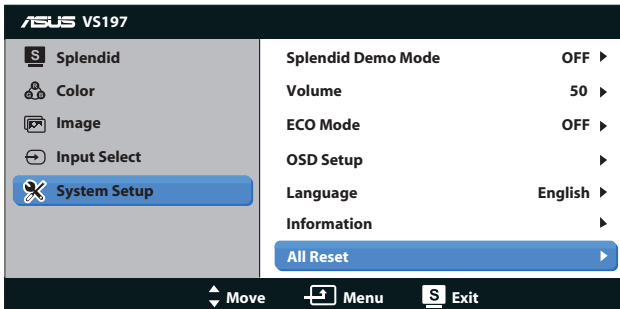 ASUS VS197
S Splendid
Color
Image
Input Select
System Setup
Splendid Demo Mode OFF
Volume 50
ECO Mode OFF
OSD Setup
Language English
Information
All Reset
Move Menu S Exit